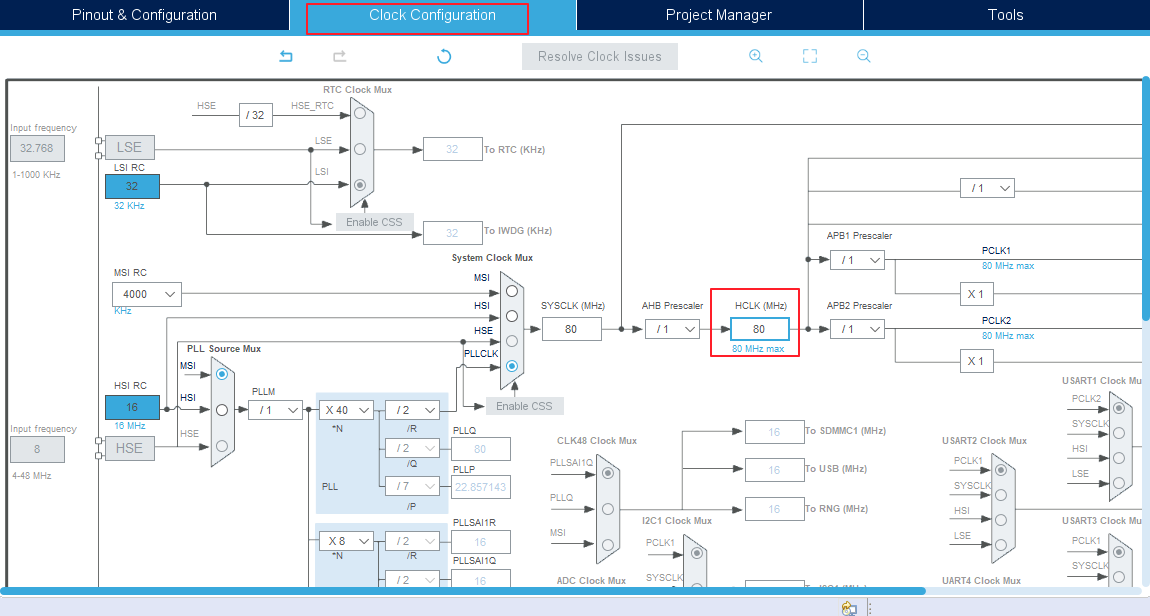 Pinout & Configuration
Clock Configuration
Project Manager
Tools
Resolve Clock Issues
RTC Clock Mux
HSE
/ 32
HSE_RTC
Input frequency
32.768
1-1000 KHz
LSE
LSE
32
To RTC (KHz)
LSI RC
32
32 KHz
LSI
Enable CSS
32
To IWDG (KHz)
/ 1
System Clock Mux
MSI RC
4000
KHz
MSI
HSI
HSE
PLLCLK
SYSCLK (MHz)
80
AHB Prescaler
/ 1
HCLK (MHz)
80
80 MHz max
APB1 Prescaler
/ 1
PCLK1
80 MHz max
X 1
APB2 Prescaler
/ 1
PCLK2
80 MHz max
X 1
PLL Source Mux
MSI
HSI
HSE
HSI RC
16
16 MHz
Input frequency
8
4-48 MHz
HSE
PLLM
/ 1
X 40
*N
/ 2
/R
Enable CSS
PLLQ
/ 2
80
/Q
PLLP
PLL
/ 7
22.857143
/P
PLLSAI1R
X 8
*N
/ 2
16
/R
PLLSAI1Q
/ 2
16
CLK48 Clock Mux
PLLSAI1Q
PLLQ
MSI
16
To SDMMC1 (MHz)
16
To USB (MHz)
16
To RNG (MHz)
I2C1 Clock Mux
PCLK1
SYSCLK
ADC Clock Mux
USART2 Clock Mux
PCLK1
SYSCLK
HSI
LSE
UART4 Clock Mux
USART1 Clock Mu
PCLK2
SYSCLK
HSI
LSE
USART3 Clock Mu
PCLK1
SYSCLK